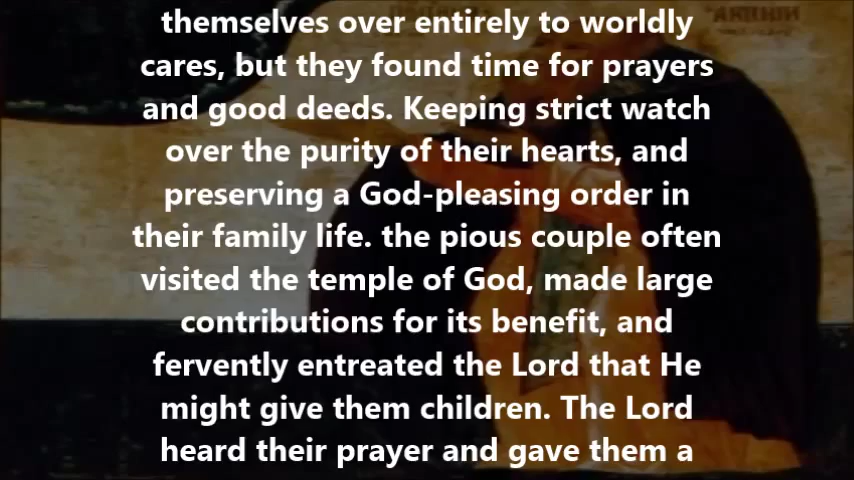 themselves over entirely to worldly
cares, but they found time for prayers
and good deeds. Keeping strict watch
over the purity of their hearts, and
preserving a God-pleasing order in
their family life. the pious couple often
visited the temple of God, made large
contributions for its benefit, and
fervently entreated the Lord that He
might give them children. The Lord
heard their prayer and gave them a